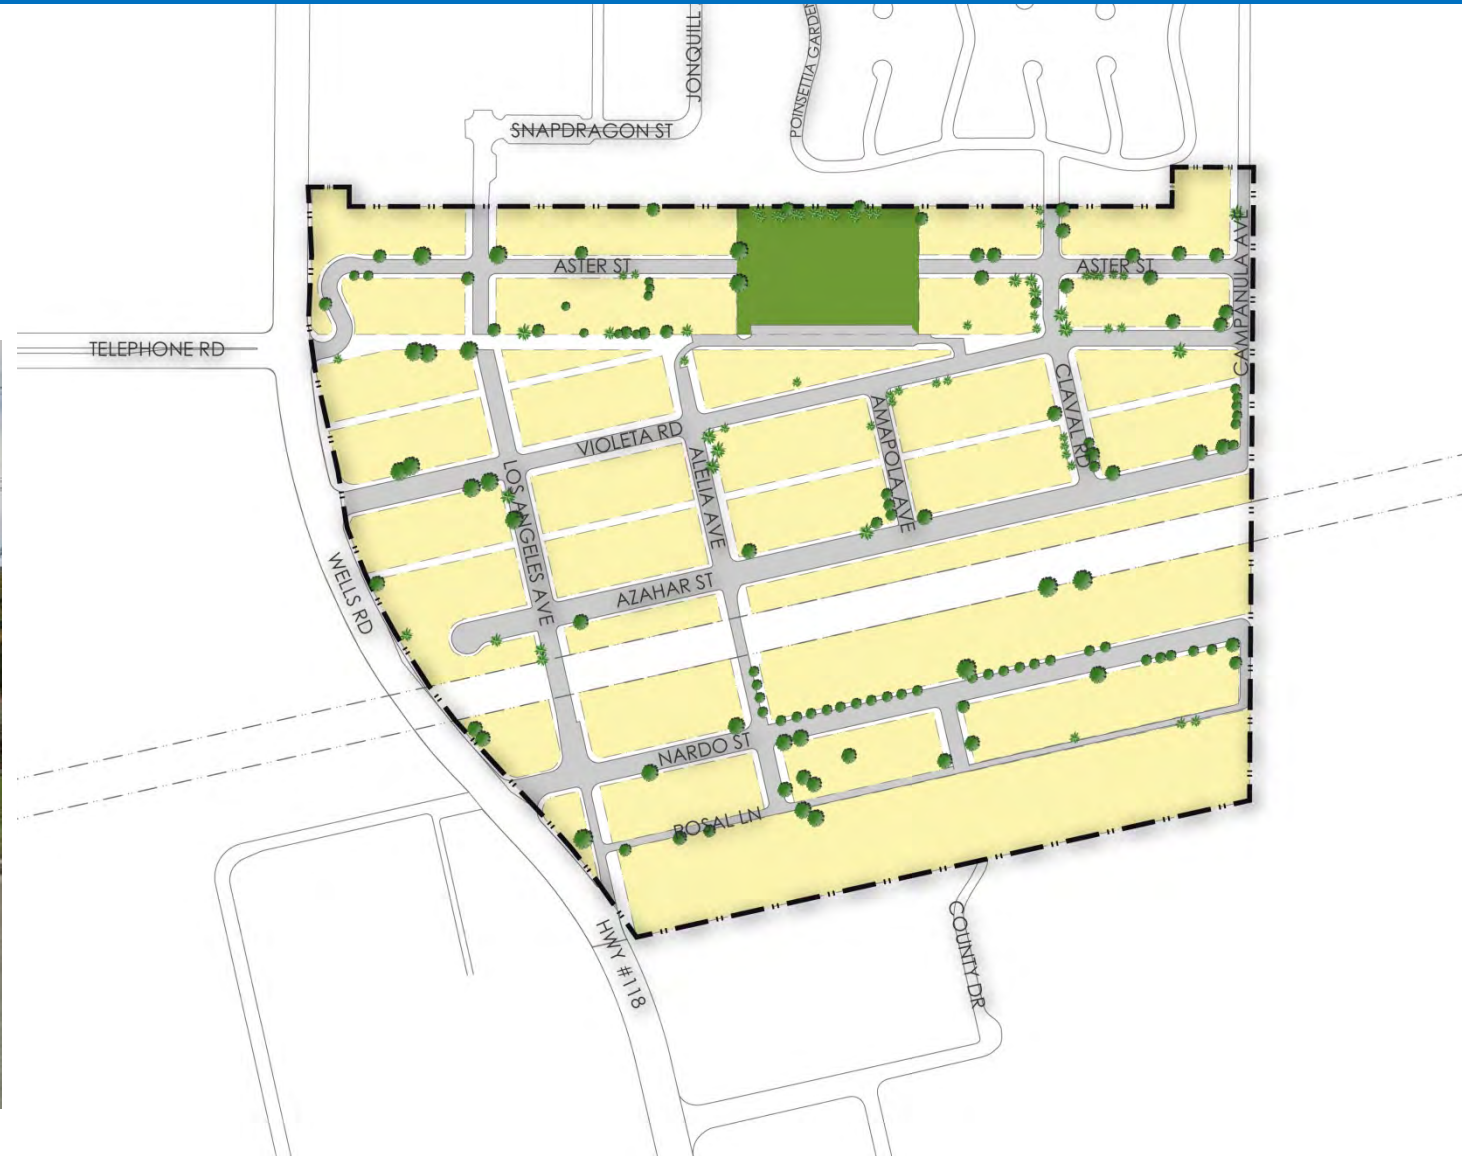 JONQUILL
POINSETTIA GARDEN
SNAPDRAGON ST
ASTER ST
ASTER ST
CAMPANULA AVE
TELEPHONE RD
CLAVAL RD
AMAPOLA AVE
VIOLETA RD
ALELIA AVE
LOS ANGELES AVE
WELLS RD
AZAHAR ST
NARDO ST
ROSAL LN
HWY #118
COUNTY DR